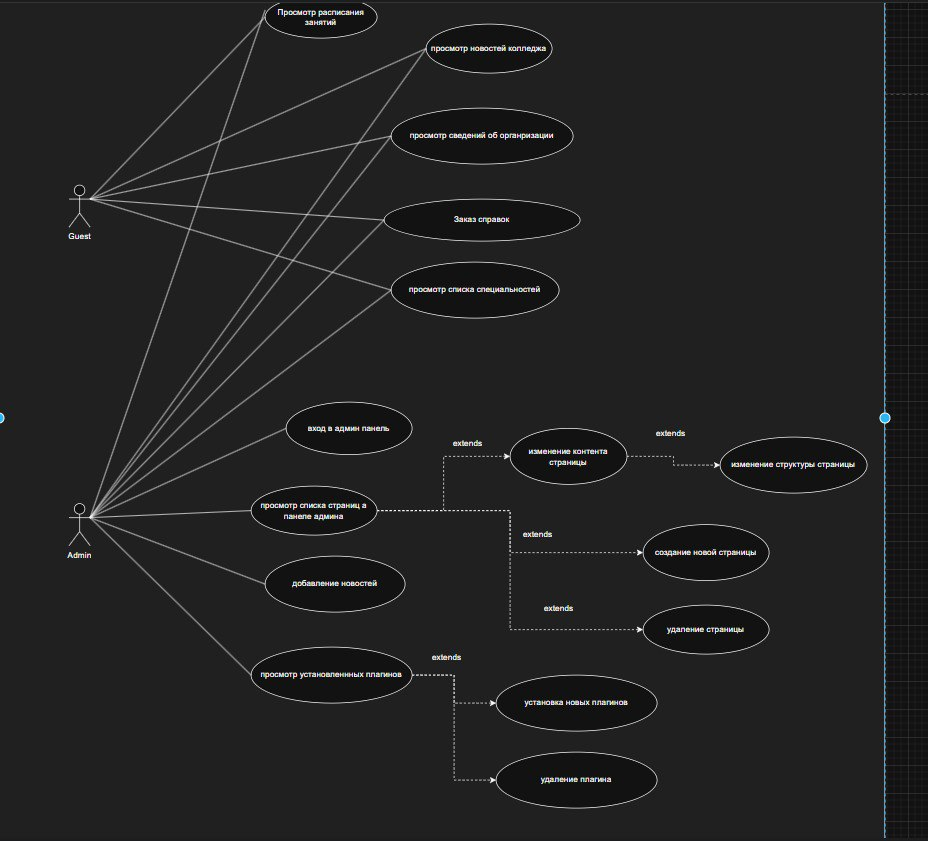 Просмотр расписания
занятий
просмотр новостей колледжа
просмотр сведений об органризации
Guest
Заказ справок
просмотр списка специальностей
вход в админ панель
extends
изменение контента
страницы
extends
изменение структуры страницы
просмотр списка страниц а
панеле админа
Admin
extends
создание новой страницы
добавление новостей
extends
удаление страницы
просмотр установленнных плагинов
extends
установка новых плагинов
удаление плагина